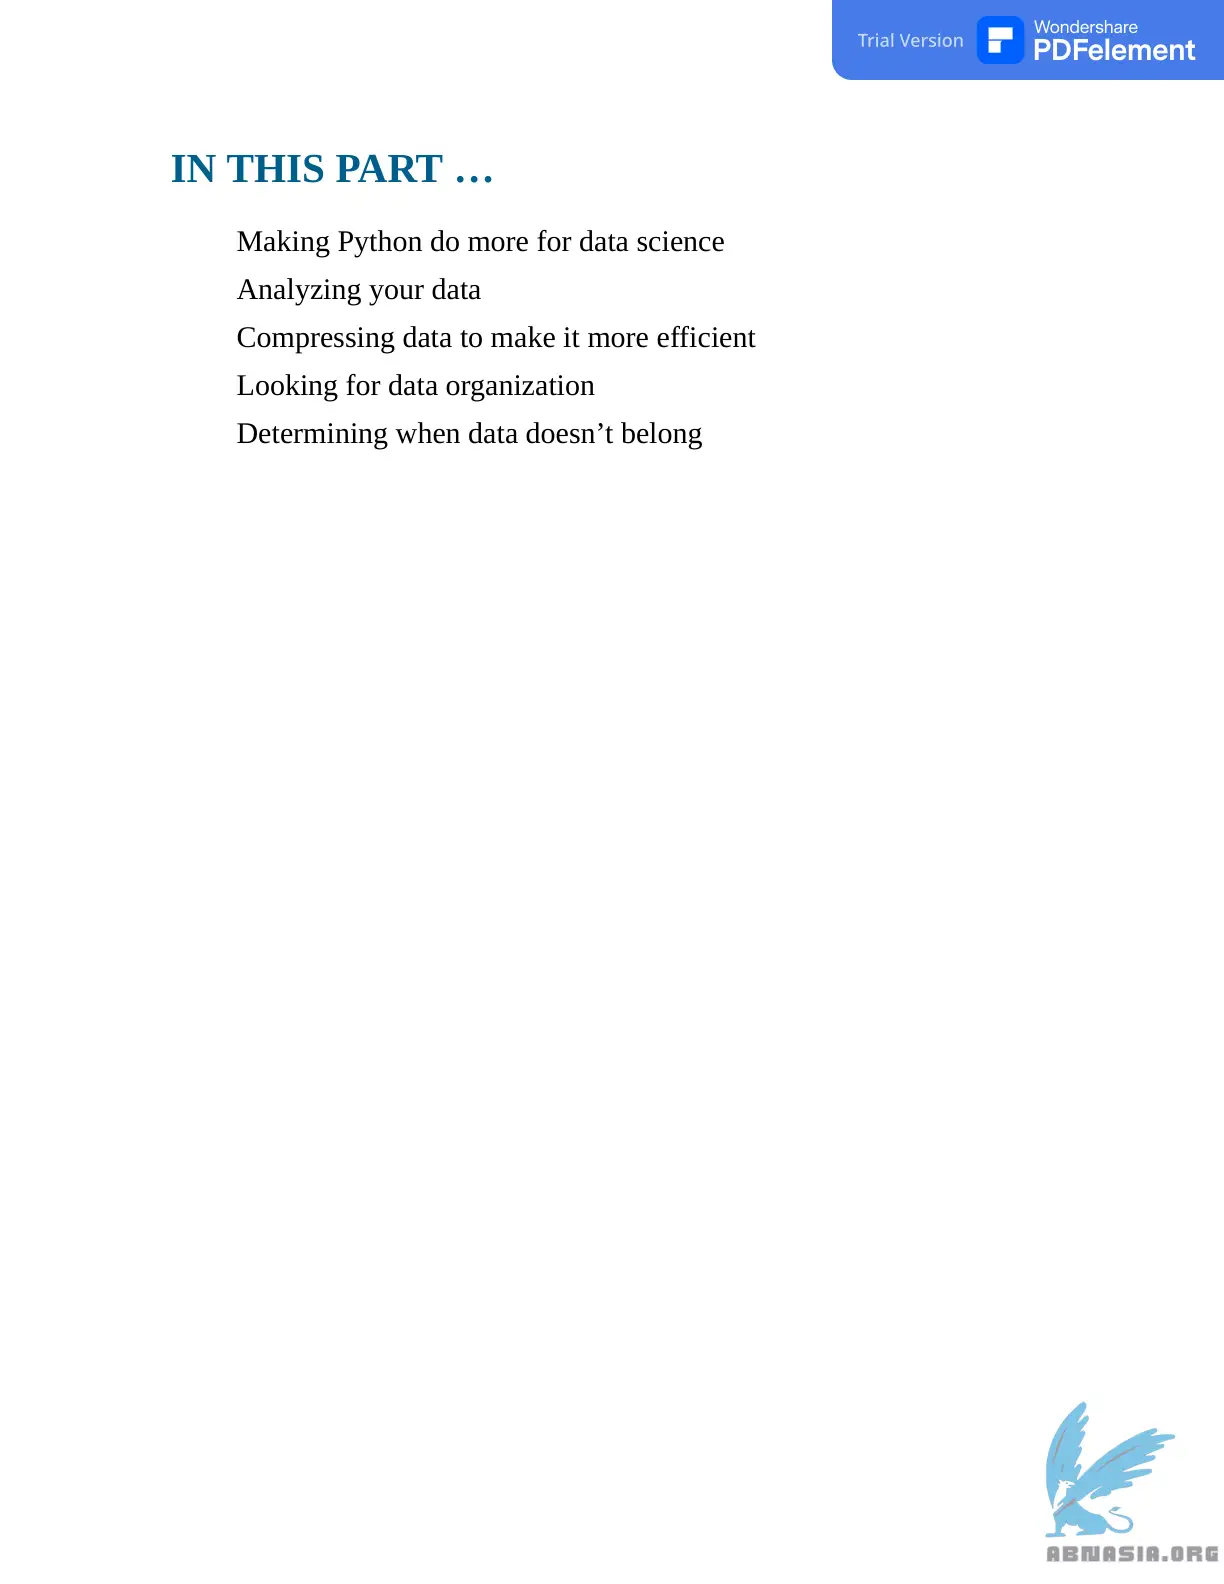 Trial Version
Wondershare
PDFelement
IN THIS PART …
Making Python do more for data science
Analyzing your data
Compressing data to make it more efficient
Looking for data organization
Determining when data doesn’t belong
ABNASIA.ORG